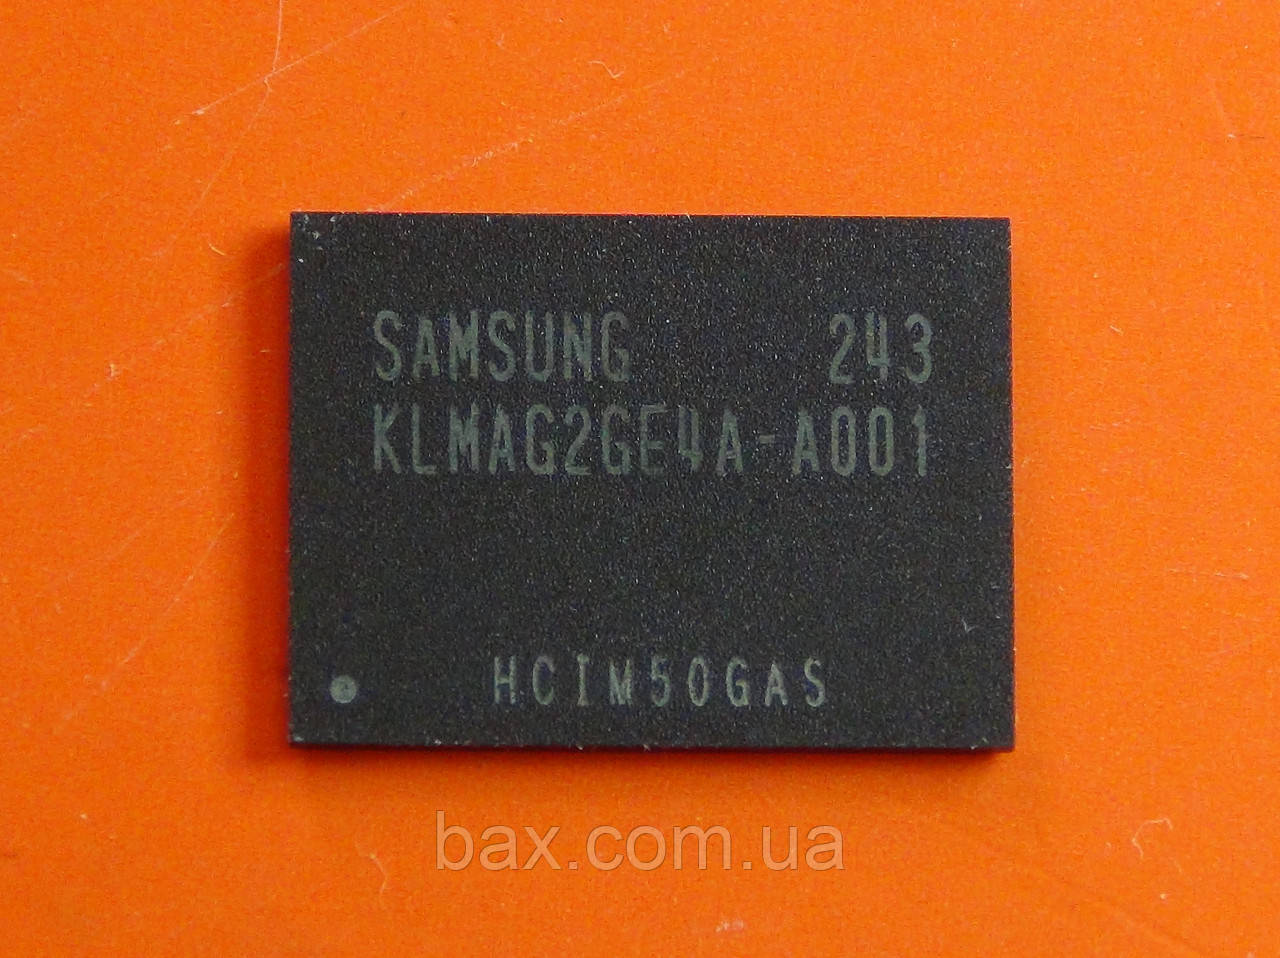 SAMSUNG 243
KLMAG2GE4A-A001
HCIM50GAS
bax.com.ua